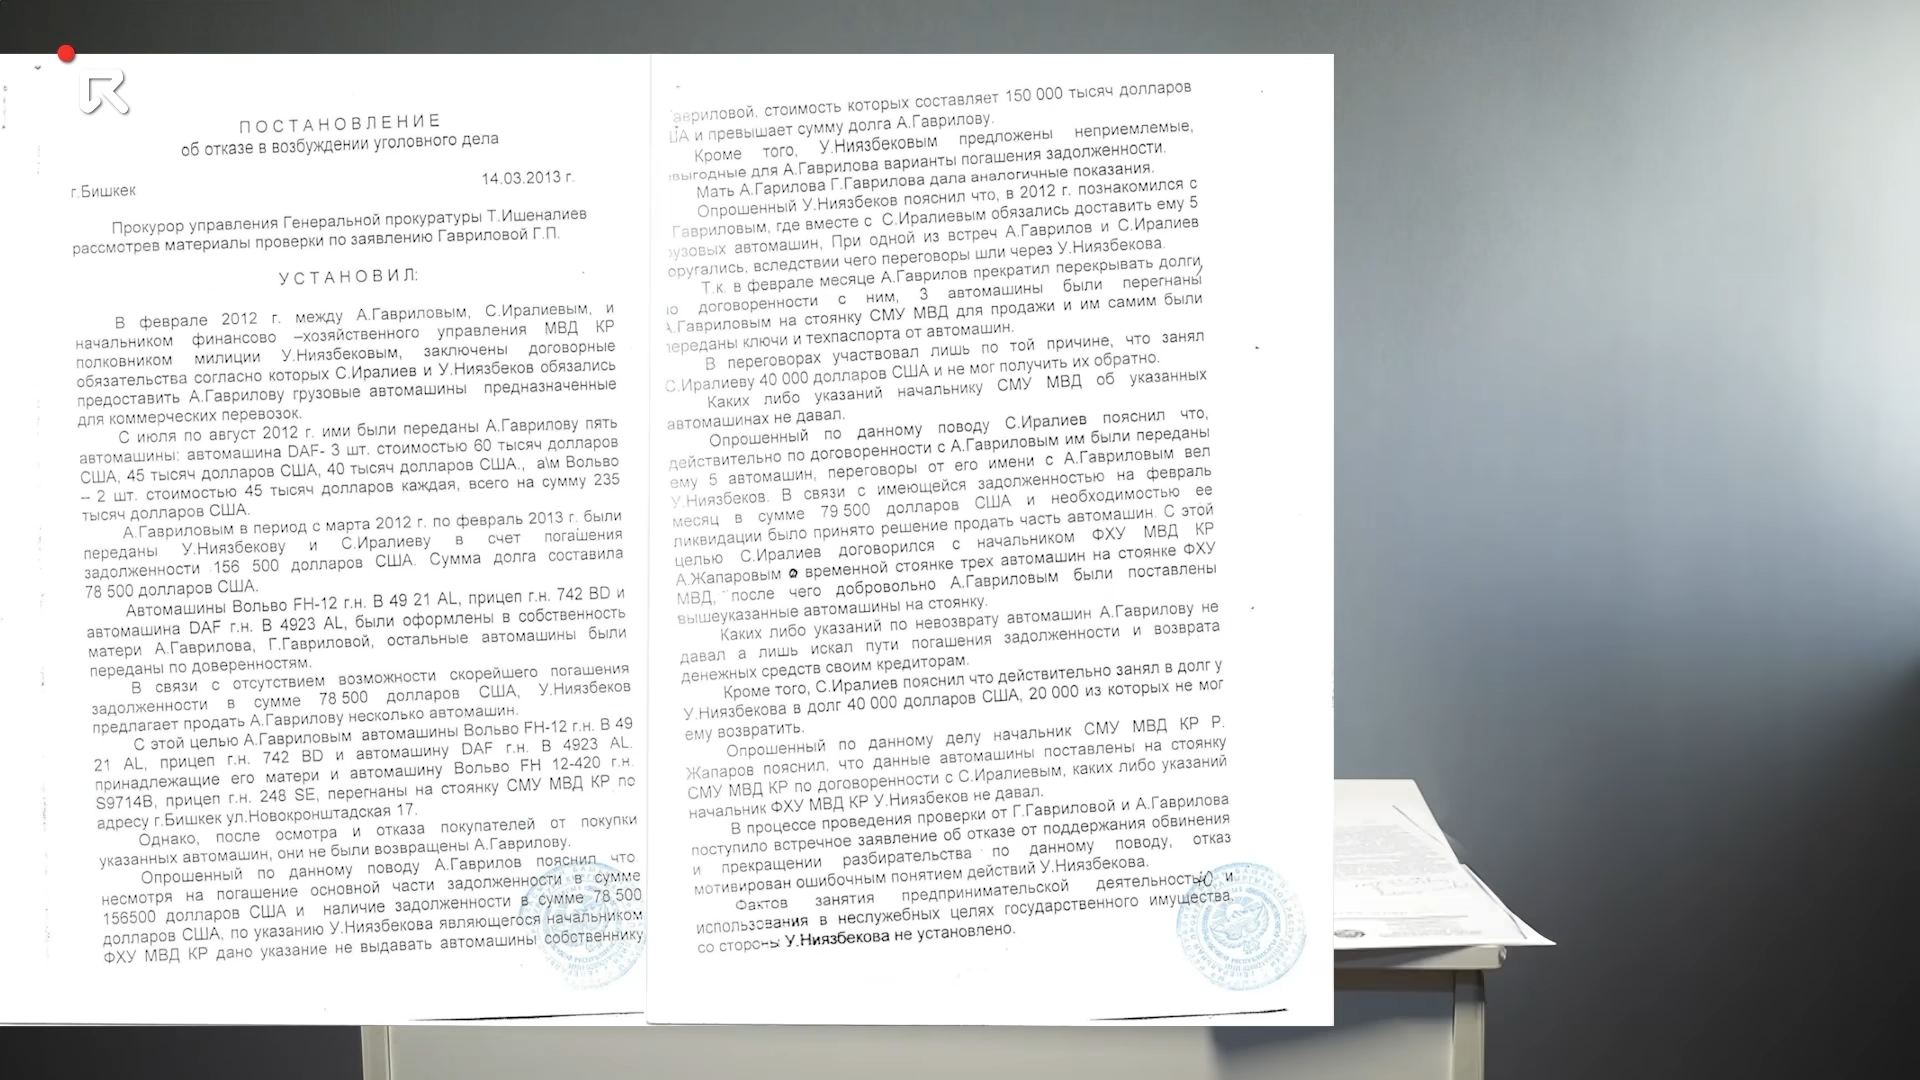 ПОСТАНОВЛЕНИЕ
об отказе в возбуждении уголовного дела
г.Бишкек 14.03.2013 г.
Прокурор управления Генеральной прокуратуры Т.Ишеналиев
рассмотрев материалы проверки по заявлению Гавриловой Г.П.
УСТАНОВИЛ:
В феврале 2012 г. между А.Гавриловым, С.Иралиевым, и
начальником финансово –хозяйственного управления МВД КР
полковником милиции У.Ниязбековым, заключены договорные
обязательства согласно которых С.Иралиев и У.Ниязбеков обязались
предоставить А.Гаврилову грузовые автомашины предназначенные
для коммерческих перевозок.
С июля по август 2012 г. ими были переданы А.Гаврилову пять
автомашины: автомашина DAF- 3 шт. стоимостью 60 тысяч долларов
США, 45 тысяч долларов США, 40 тысяч долларов США., а\м Вольво
-- 2 шт. стоимостью 45 тысяч долларов каждая, всего на сумму 235
тысяч долларов США.
А.Гавриловым в период с марта 2012 г. по февраль 2013 г. были
переданы У.Ниязбекову и С.Иралиеву в счет погашения
задолженности 156 500 долларов США. Сумма долга составила
78 500 долларов США.
Автомашины Вольво FH-12 г.н. В 49 21 AL, прицеп г.н. 742 BD и
автомашина DAF г.н. В 4923 AL, были оформлены в собственность
матери А.Гаврилова, Г.Гавриловой, остальные автомашины были
переданы по доверенностям.
В связи с отсутствием возможности скорейшего погашения
задолженности в сумме 78 500 долларов США, У.Ниязбеков
предлагает продать А.Гаврилову несколько автомашин.
С этой целью А.Гавриловым автомашины Вольво FH-12 г.н. В 49
21 AL, прицеп г.н. 742 BD и автомашину DAF г.н. В 4923 AL.
принадлежащие его матери и автомашину Вольво FH 12-420 г.н.
S9714B, прицеп г.н. 248 SE, перегнаны на стоянку СМУ МВД КР по
адресу г.Бишкек ул.Новокронштадская 17.
Однако, после осмотра и отказа покупателей от покупки
указанных автомашин, они не были возвращены А.Гаврилову.
Опрошенный по данному поводу А.Гаврилов пояснил что
несмотря на погашение основной части задолженности в сумме
156500 долларов США и наличие задолженности в сумме 78 500
долларов США, по указанию У.Ниязбекова являющегося начальником
ФХУ МВД КР дано указание не выдавать автомашины собственнику
авриловой, стоимость которых составляет 150 000 тысяч долларов
ША и превышает сумму долга А.Гаврилову.
Кроме того, У.Ниязбековым предложены неприемлемые,
выгодные для А.Гаврилова варианты погашения задолженности.
Мать А.Гарилова Г.Гаврилова дала аналогичные показания.
Опрошенный У.Ниязбеков пояснил что, в 2012 г. познакомился с
Гавриловым, где вместе с С.Иралиевым обязались доставить ему 5
рузовых автомашин, При одной из встреч А.Гаврилов и С.Иралиев
оругались, вследствии чего переговоры шли через У.Ниязбекова.
Т.к. в феврале месяце А.Гаврилов прекратил перекрывать долги,
по договоренности с ним, 3 автомашины были перегнаны
А.Гавриловым на стоянку СМУ МВД для продажи и им самим были
переданы ключи и техпаспорта от автомашин.
В переговорах участвовал лишь по той причине, что занял
С.Иралиеву 40 000 долларов США и не мог получить их обратно.
Каких либо указаний начальнику СМУ МВД об указанных
автомашинах не давал.
Опрошенный по данному поводу С.Иралиев пояснил что,
действительно по договоренности с А.Гавриловым им были переданы
ему 5 автомашин, переговоры от его имени с А.Гавриловым вел
У.Ниязбеков. В связи с имеющейся задолженностью на февраль
месяц в сумме 79 500 долларов США и необходимостью ее
ликвидации было принято решение продать часть автомашин. С этой
целью С.Иралиев договорился с начальником ФХУ МВД КР
А.Жапаровым о временной стоянке трех автомашин на стоянке ФХУ
МВД, после чего добровольно А.Гавриловым были поставлены
вышеуказанные автомашины на стоянку.
Каких либо указаний по невозврату автомашин А.Гаврилову не
давал а лишь искал пути погашения задолженности и возврата
денежных средств своим кредиторам.
Кроме того, С.Иралиев пояснил что действительно занял в долг у
У.Ниязбекова в долг 40 000 долларов США, 20 000 из которых не мог
ему возвратить.
Опрошенный по данному делу начальник СМУ МВД КР Р.
Жапаров пояснил, что данные автомашины поставлены на стоянку
СМУ МВД КР по договоренности с С.Иралиевым, каких либо указаний
начальник ФХУ МВД КР У.Ниязбеков не давал.
В процессе проведения проверки от Г.Гавриловой и А.Гаврилова
поступило встречное заявление об отказе от поддержания обвинения
и прекращении разбирательства по данному поводу, отказ
мотивирован ошибочным понятием действий У.Ниязбекова.
Фактов занятия предпринимательской деятельностью и
использования в неслужебных целях государственного имущества
со стороны У.Ниязбекова не установлено.